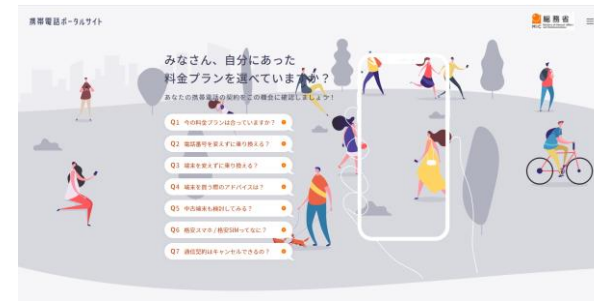 携帯電話ポータルサイト
総務省
みなさん、自分にあった
料金プランを選べていますか？
あなたの携帯電話の契約をこの機会に確認しましょう！
Q1 今の料金プランは合っていますか？
Q2 電話番号を変えずに乗り換える？
Q3 端末を変えずに乗り換える？
Q4 端末を買う際のアドバイスは？
Q5 中古端末も検討してみる？
Q6 格安スマホ / 格安SIMってなに？
Q7 通信契約はキャンセルできるの？